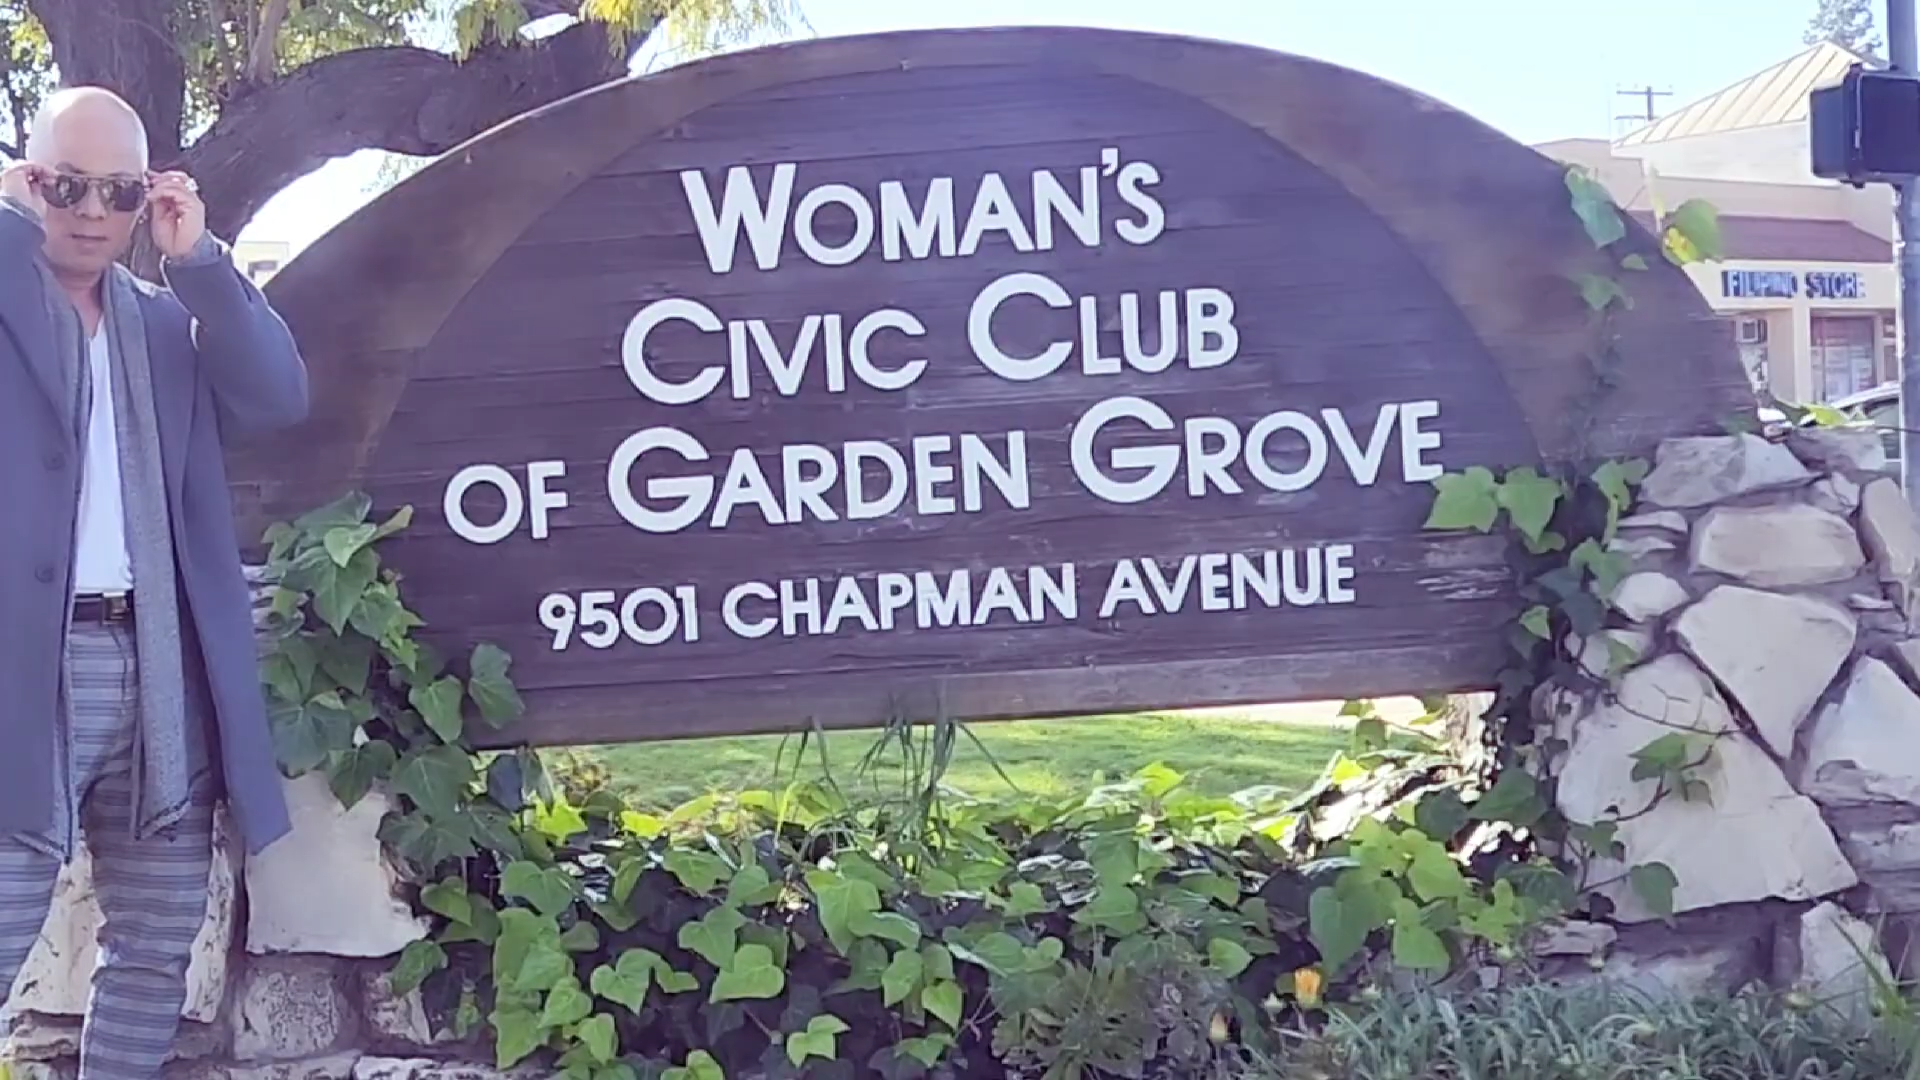 WOMAN'S
CIVIC CLUB
OF GARDEN GROVE
9501 CHAPMAN AVENUE
FILIPINO STORE